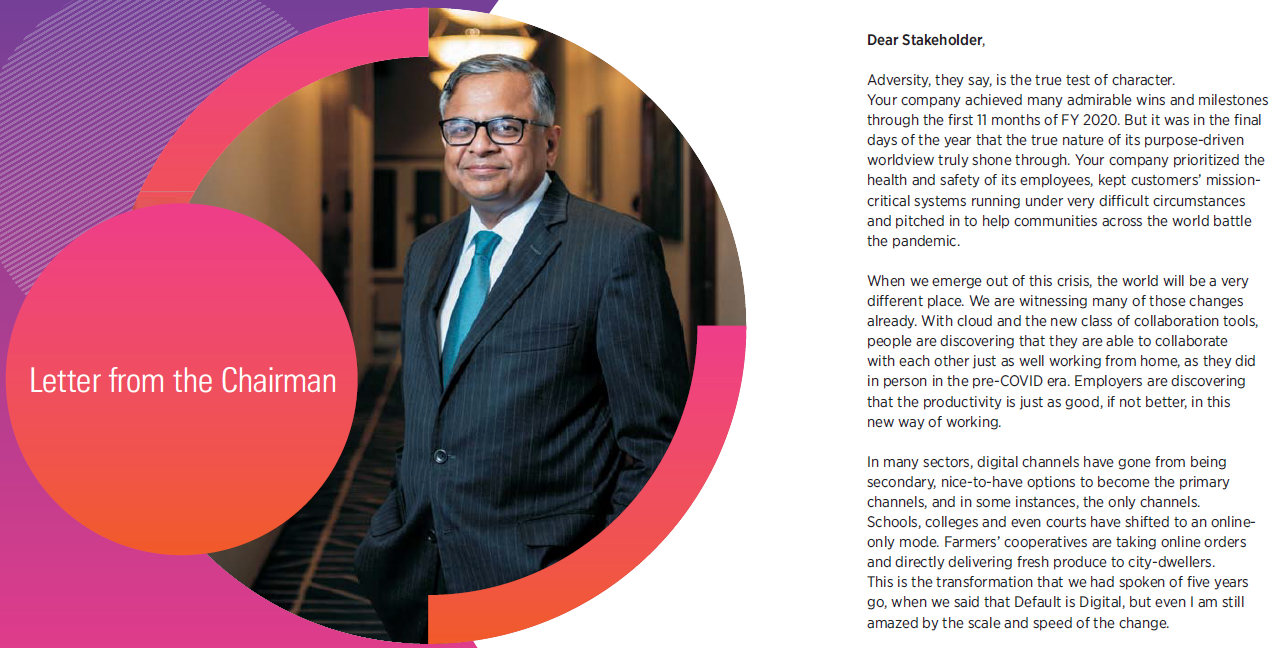 Letter from the Chairman
Dear Stakeholder,
Adversity, they say, is the true test of character.
Your company achieved many admirable wins and milestones
through the first 11 months of FY 2020. But it was in the final
days of the year that the true nature of its purpose-driven
worldview truly shone through. Your company prioritized the
health and safety of its employees, kept customers’ mission-
critical systems running under very difficult circumstances
and pitched in to help communities across the world battle
the pandemic.
When we emerge out of this crisis, the world will be a very
different place. We are witnessing many of those changes
already. With cloud and the new class of collaboration tools,
people are discovering that they are able to collaborate
with each other just as well working from home, as they did
in person in the pre-COVID era. Employers are discovering
that the productivity is just as good, if not better, in this
new way of working.
In many sectors, digital channels have gone from being
secondary, nice-to-have options to become the primary
channels, and in some instances, the only channels.
Schools, colleges and even courts have shifted to an online-
only mode. Farmers’ cooperatives are taking online orders
and directly delivering fresh produce to city-dwellers.
This is the transformation that we had spoken of five years
go, when we said that Default is Digital, but even I am still
amazed by the scale and speed of the change.